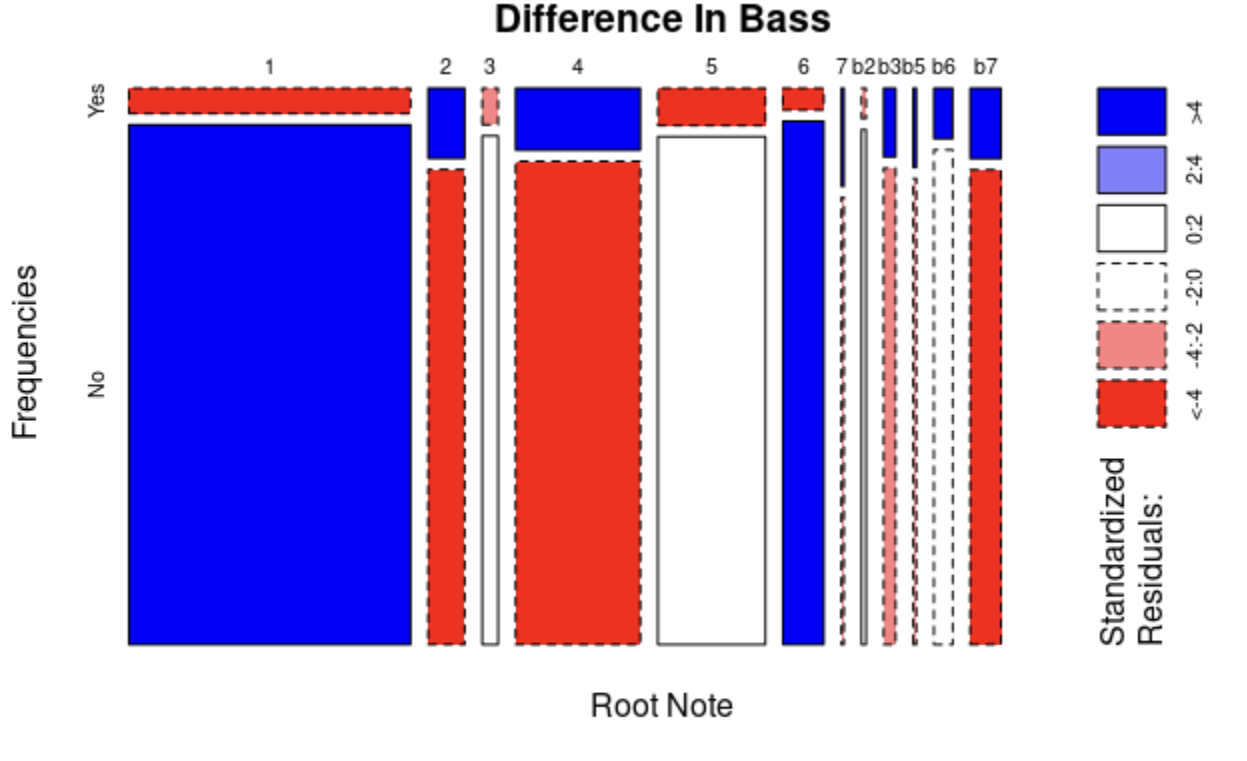 Difference In Bass
1 2 3 4 5 6 7 b2 b3 b5 b6 b7
Yes
No
Frequencies
Root Note
>4
2:4
0:2
-2:0
-4:-2
<-4
Standardized
Residuals: